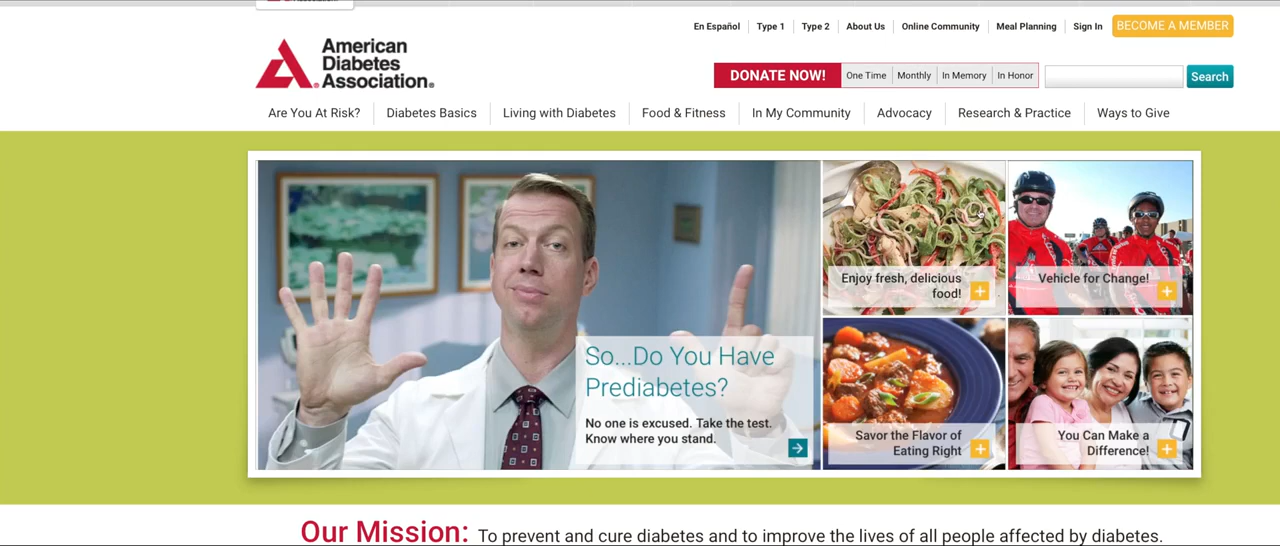 En Español Type 1 Type 2 About Us Online Community Meal Planning Sign In BECOME A MEMBER
American
Diabetes
Association®
DONATE NOW! One Time Monthly In Memory In Honor Search
Are You At Risk? Diabetes Basics Living with Diabetes Food & Fitness In My Community Advocacy Research & Practice Ways to Give
So...Do You Have
Prediabetes?
No one is excused. Take the test.
Know where you stand.
Enjoy fresh, delicious
food!
Vehicle for Change!
Savor the Flavor of
Eating Right
You Can Make a
Difference!
Our Mission: To prevent and cure diabetes and to improve the lives of all people affected by diabetes.